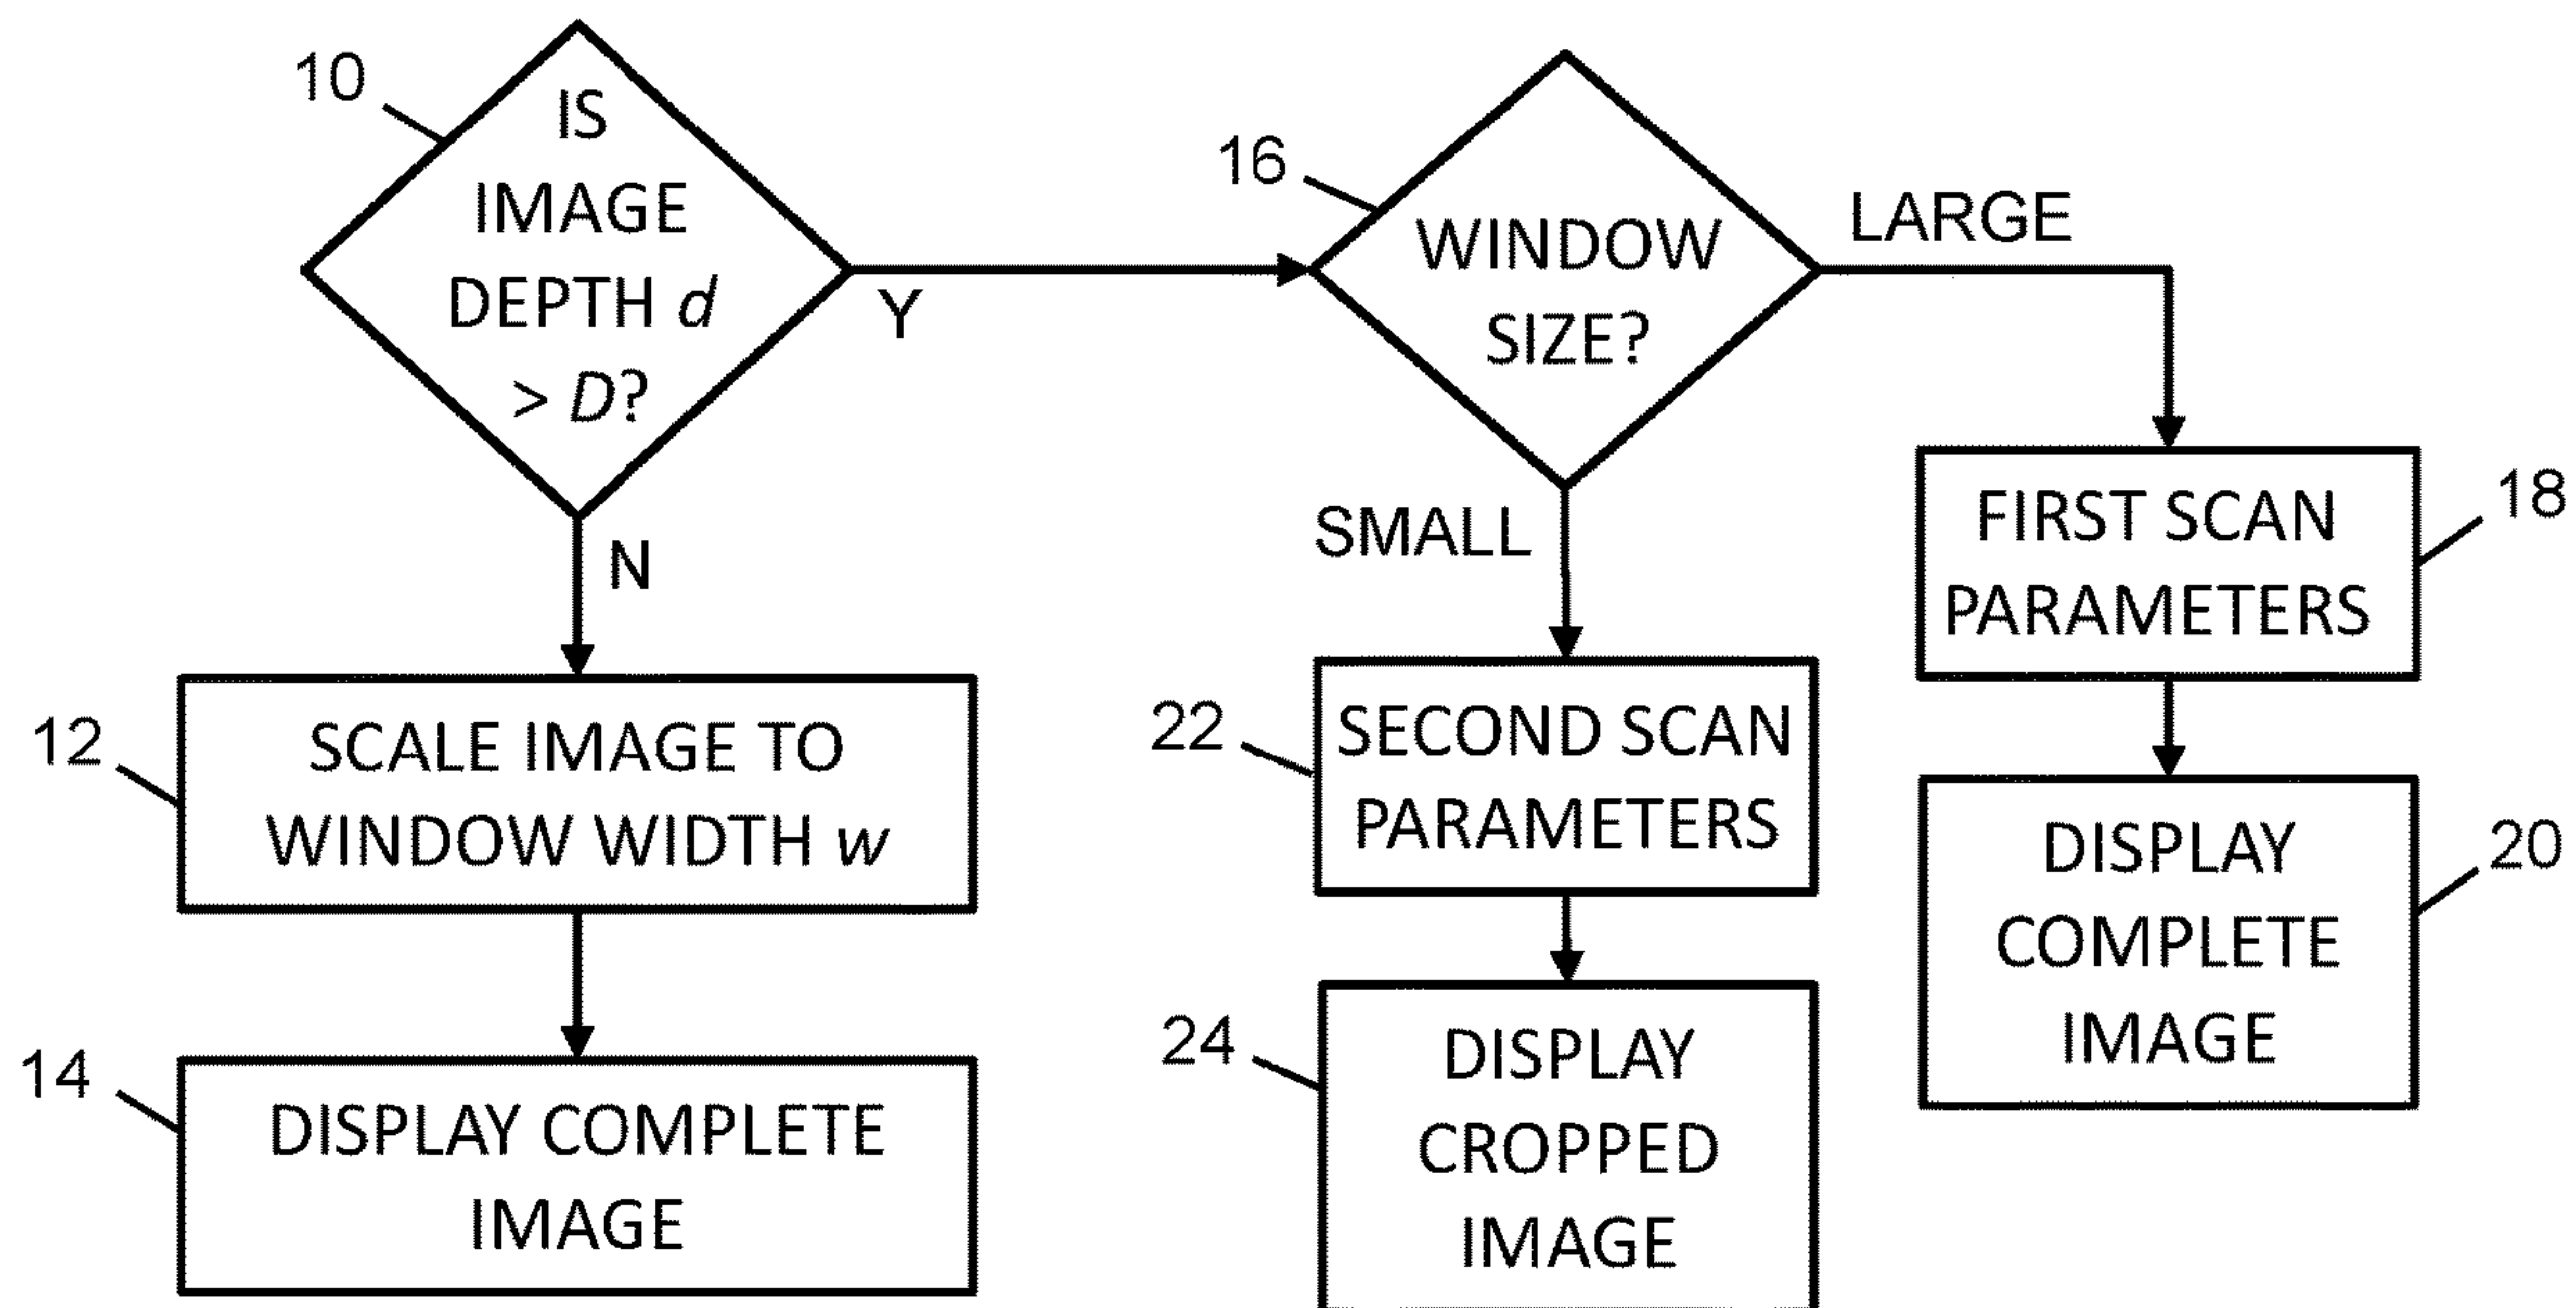 10
IS
IMAGE
DEPTH d
> D?
Y
N
12
SCALE IMAGE TO
WINDOW WIDTH w
14
DISPLAY COMPLETE
IMAGE
16
WINDOW
SIZE?
LARGE
SMALL
22
SECOND SCAN
PARAMETERS
24
DISPLAY
CROPPED
IMAGE
18
FIRST SCAN
PARAMETERS
20
DISPLAY
COMPLETE
IMAGE